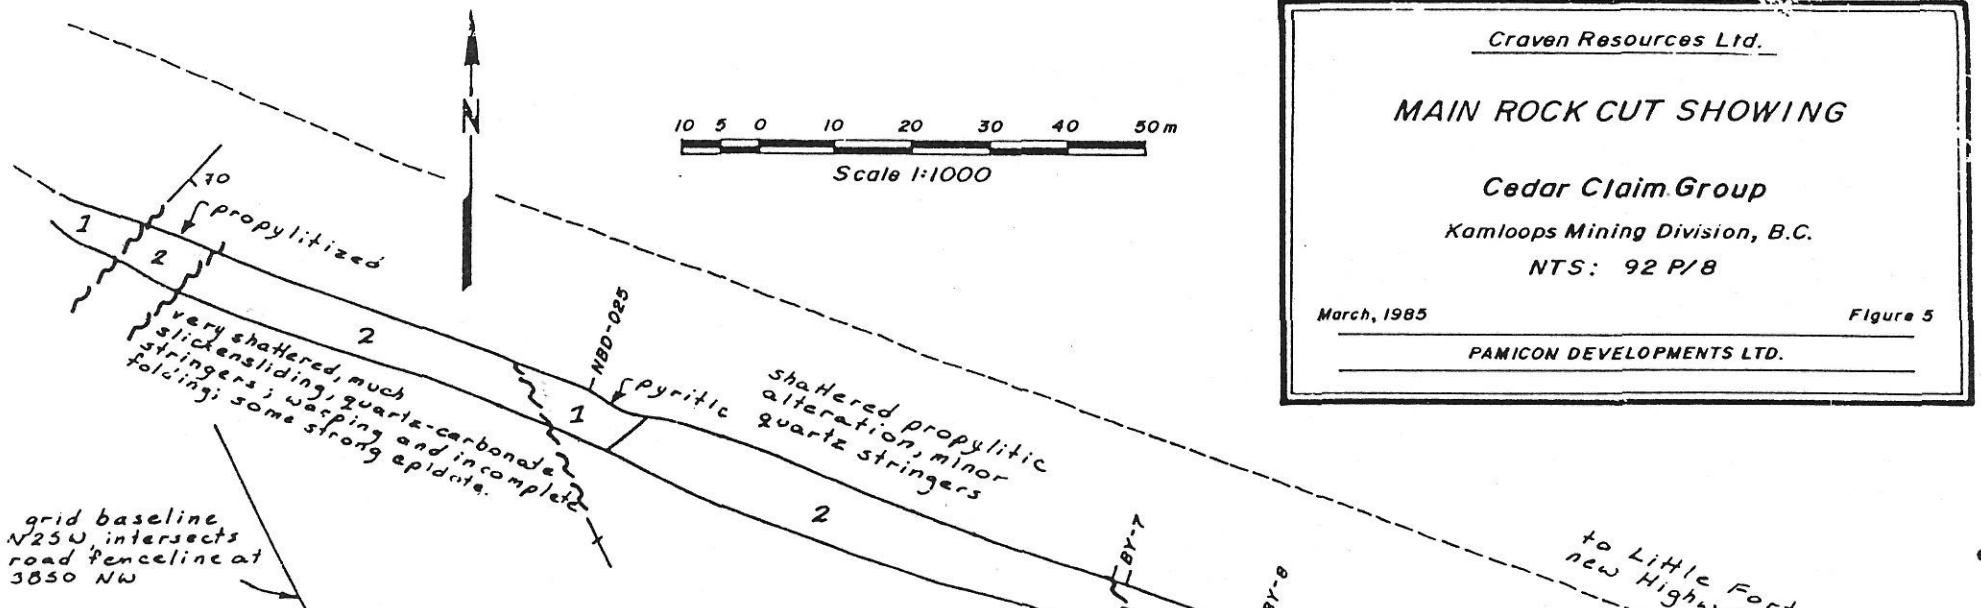 Craven Resources Ltd.
MAIN ROCK CUT SHOWING
Cedar Claim Group
Kamloops Mining Division, B.C.
NTS: 92 P/8
March, 1985
Figure 5
PAMICON DEVELOPMENTS LTD.
N
10 5 0 10 20 30 40 50 m
Scale 1:1000
70
propylitized
1
2
2
very shattered, much
slickensliding, quartz-carbonate
stringers; warping and incomplete
folding; some strong epidote.
NBD-025
1
pyritic
shattered propylitic
alteration, minor
quartz stringers
2
grid baseline
N25W, intersects
road fenceline at
3850 NW
BY-7
BY-8
to Little Fort
new